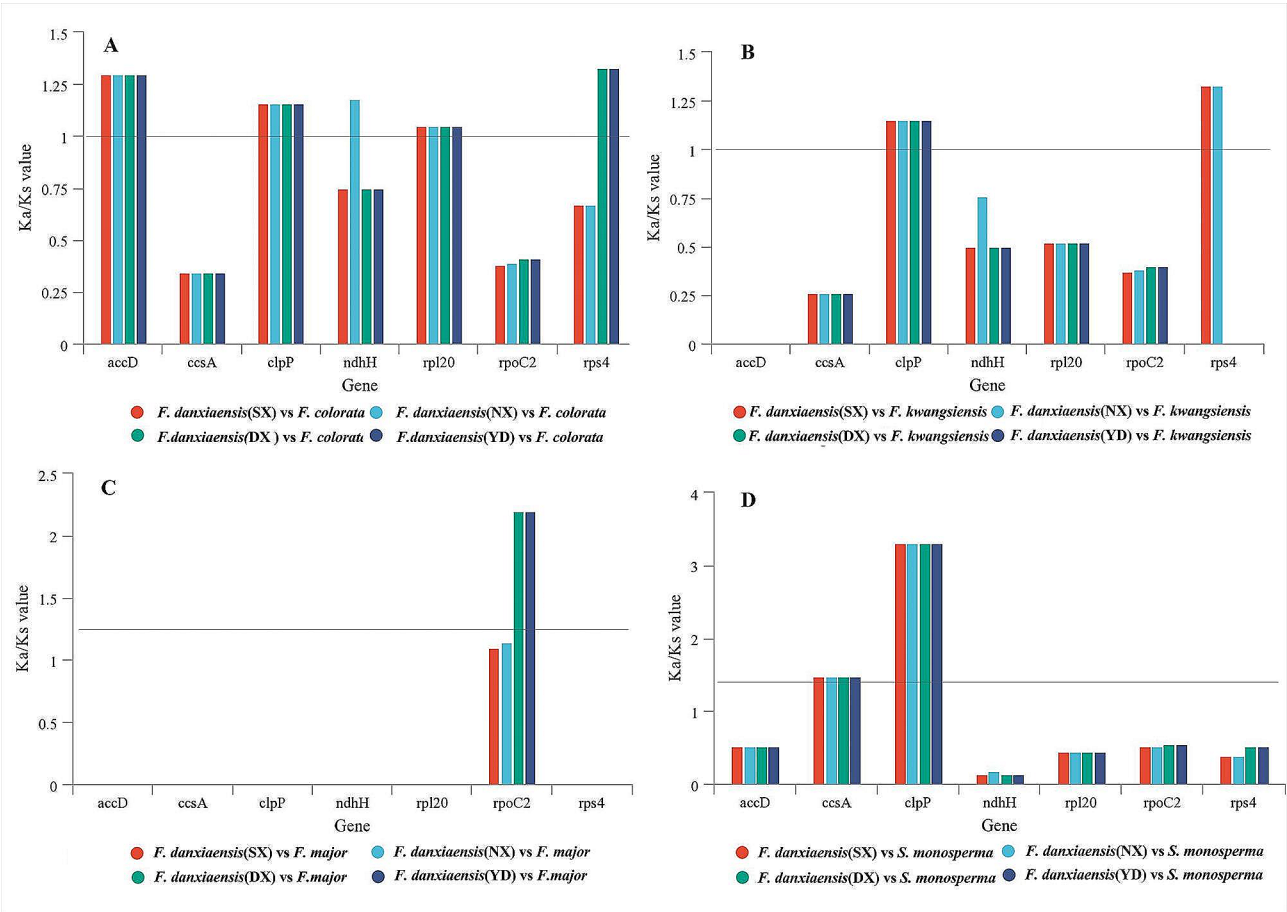 A
1.5
1.25
1
0.75
0.5
0.25
0
Ka/Ks value
accD ccsA clpP ndhH rpl20 rpoC2 rps4
Gene
F. danxiaensis(SX) vs F. colorata F. danxiaensis(NX) vs F. colorata
F.danxiaensis(DX ) vs F. colorata F.danxiaensis(YD) vs F. colorata
B
1.5
1.25
1
0.75
0.5
0.25
0
Ka/Ks value
accD ccsA clpP ndhH rpl20 rpoC2 rps4
Gene
F. danxiaensis(SX) vs F. kwangsiensis F. danxiaensis(NX) vs F. kwangsiensis
F. danxiaensis(DX) vs F. kwangsiensis F. danxiaensis(YD) vs F. kwangsiensis
C
2.5
2
1.5
1
0.5
0
Ka/Ks value
accD ccsA clpP ndhH rpl20 rpoC2 rps4
Gene
F. danxiaensis(SX) vs F. major F. danxiaensis(NX) vs F. major
F. danxiaensis(DX) vs F.major F. danxiaensis(YD) vs F.major
D
4
3
2
1
0
Ka/Ks value
accD ccsA clpP ndhH rpl20 rpoC2 rps4
Gene
F. danxiaensis(SX) vs S. monosperma F. danxiaensis(NX) vs S. monosperma
F. danxiaensis(DX) vs S. monosperma F. danxiaensis(YD) vs S. monosperma